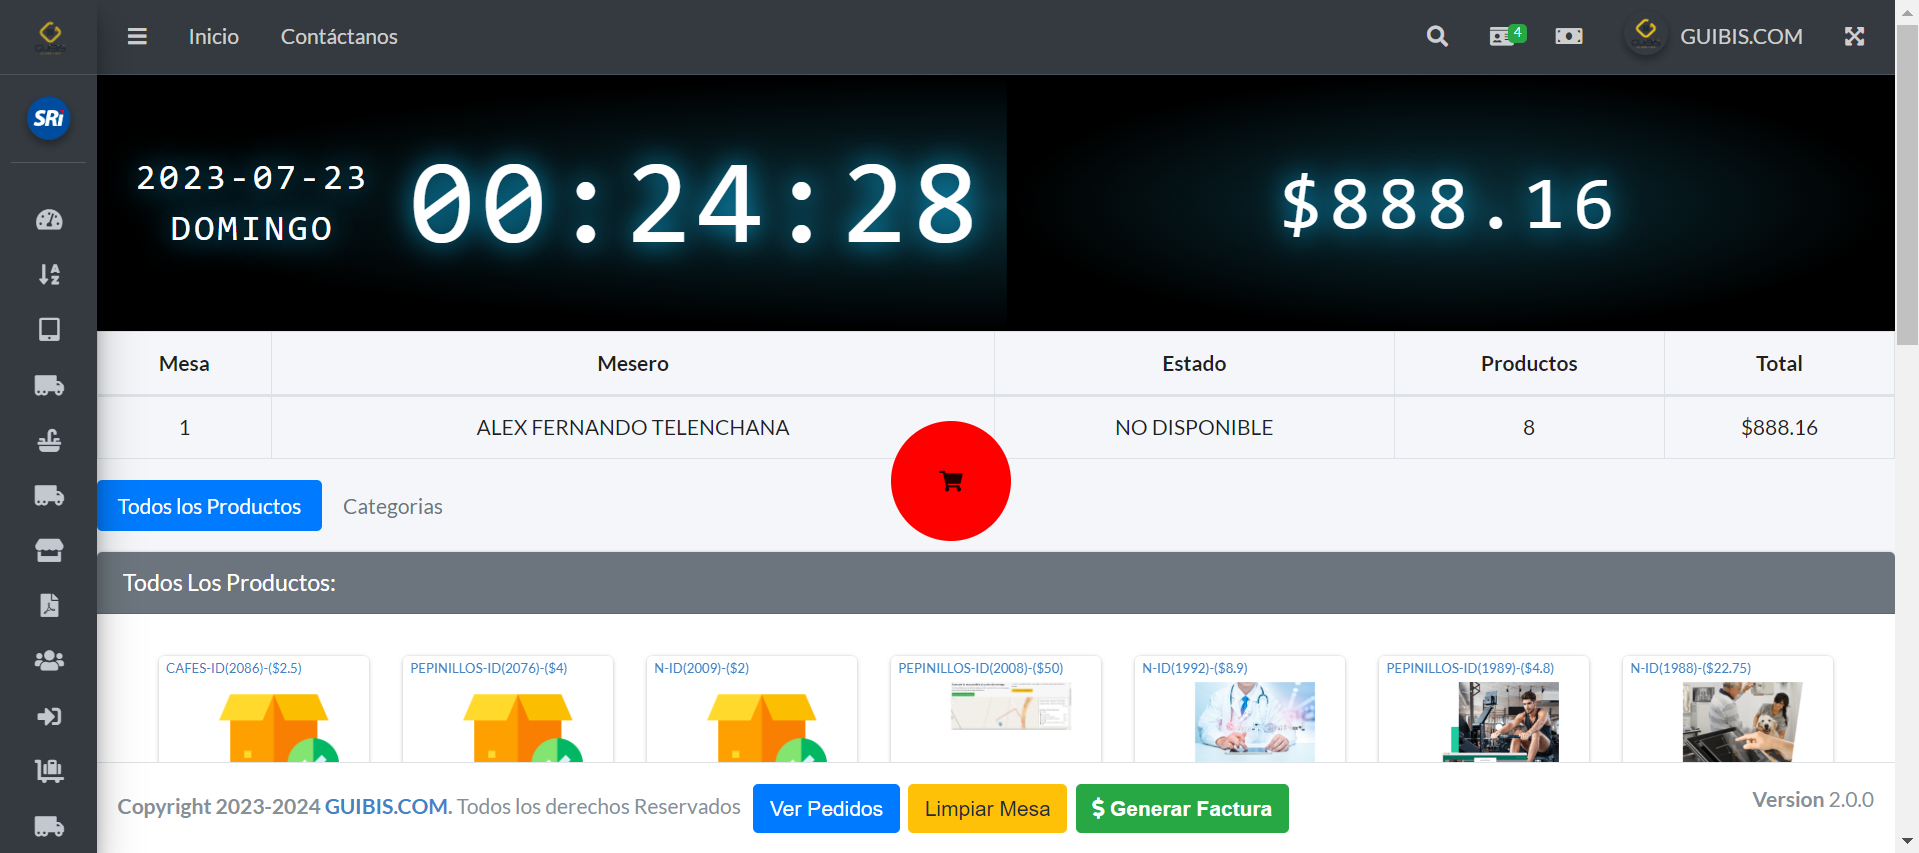 Inicio
Contáctanos
4
GUIBIS.COM
SRi
2023-07-23
DOMINGO
00:24:28
$888.16
Mesa
Mesero
Estado
Productos
Total
1
ALEX FERNANDO TELENCHANA
NO DISPONIBLE
8
$888.16
Todos los Productos
Categorias
Todos Los Productos:
CAFES-ID(2086)-($2.5)
PEPINILLOS-ID(2076)-($4)
N-ID(2009)-($2)
PEPINILLOS-ID(2008)-($50)
N-ID(1992)-($8.9)
PEPINILLOS-ID(1989)-($4.8)
N-ID(1988)-($22.75)
Copyright 2023-2024 GUIBIS.COM. Todos los derechos Reservados
Ver Pedidos
Limpiar Mesa
$ Generar Factura
Version 2.0.0